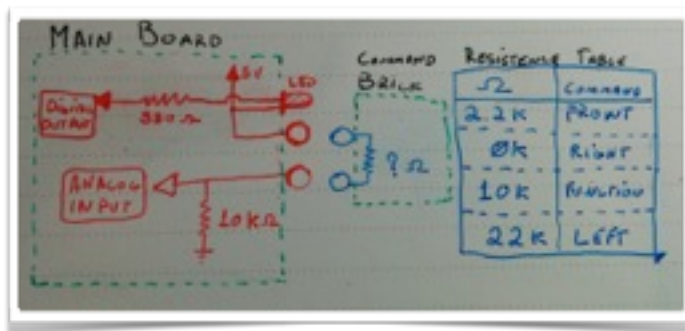 MAIN BOARD
5V
LED
DIGITAL
OUTPUT
330 Ω
ANALOG
INPUT
10KΩ
COMMAND
BRICK
? Ω
RESISTENCE TABLE
Ω COMMAND
2.2K FRONT
0K RIGHT
10K FUNCTION
22K LEFT